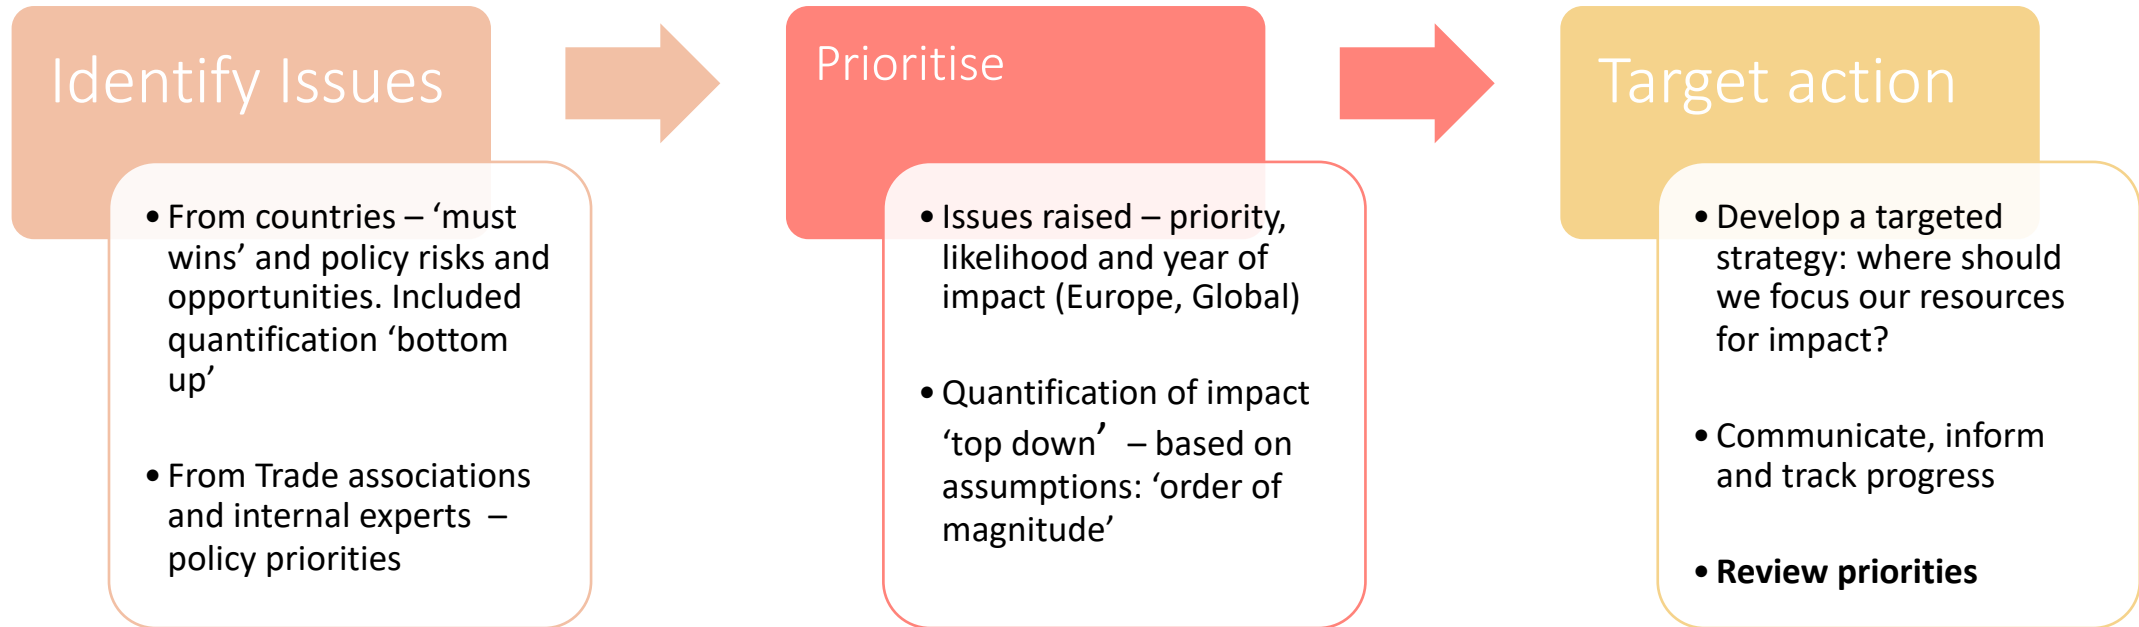 Identify Issues
• From countries – ‘must
wins’ and policy risks and
opportunities. Included
quantification ‘bottom
up’
• From Trade associations
and internal experts –
policy priorities
Prioritise
• Issues raised – priority,
likelihood and year of
impact (Europe, Global)
• Quantification of impact
‘top down’ – based on
assumptions: ‘order of
magnitude’
Target action
• Develop a targeted
strategy: where should
we focus our resources
for impact?
• Communicate, inform
and track progress
• Review priorities